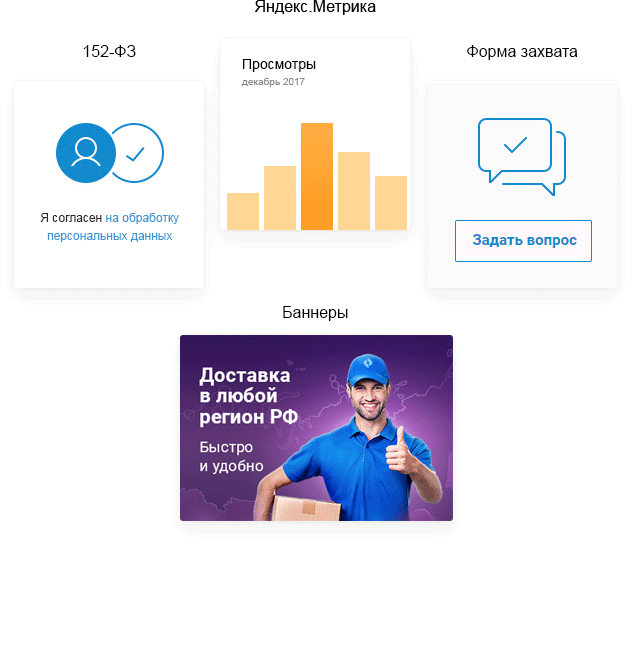 Яндекс.Метрика
152-ФЗ
Просмотры
декабрь 2017
Форма захвата
Я согласен на обработку
персональных данных
Задать вопрос
Баннеры
Доставка
в любой
регион РФ
Быстро
и удобно